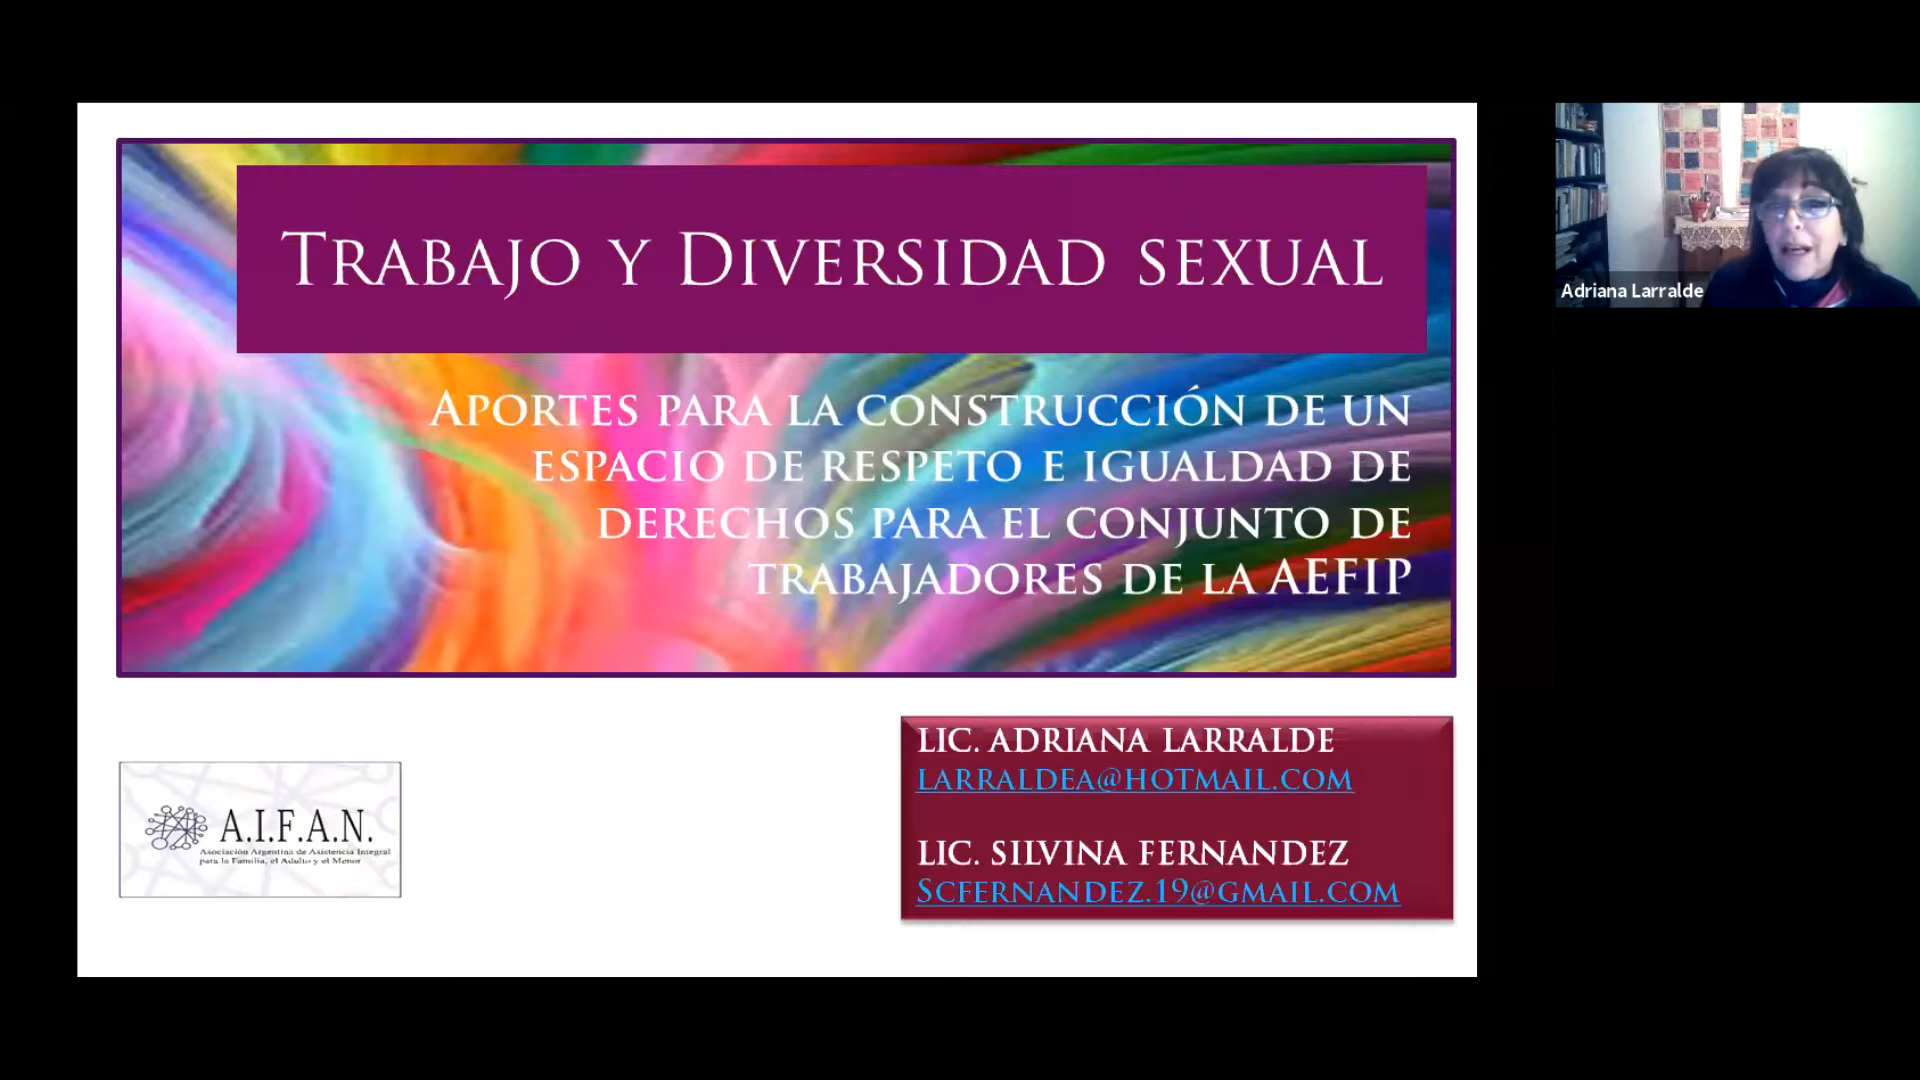 TRABAJO Y DIVERSIDAD SEXUAL
APORTES PARA LA CONSTRUCCIÓN DE UN
ESPACIO DE RESPETO E IGUALDAD DE
DERECHOS PARA EL CONJUNTO DE
TRABAJADORES DE LA AEFIP
Adriana Larralde
LIC. ADRIANA LARRALDE
LARRALDEA@HOTMAIL.COM
LIC. SILVINA FERNANDEZ
SCFERNANDEZ.19@GMAIL.COM
A.I.F.A.N.
Asociación Argentina de Asistencia Integral
para la Familia, el Adulto y el Menor